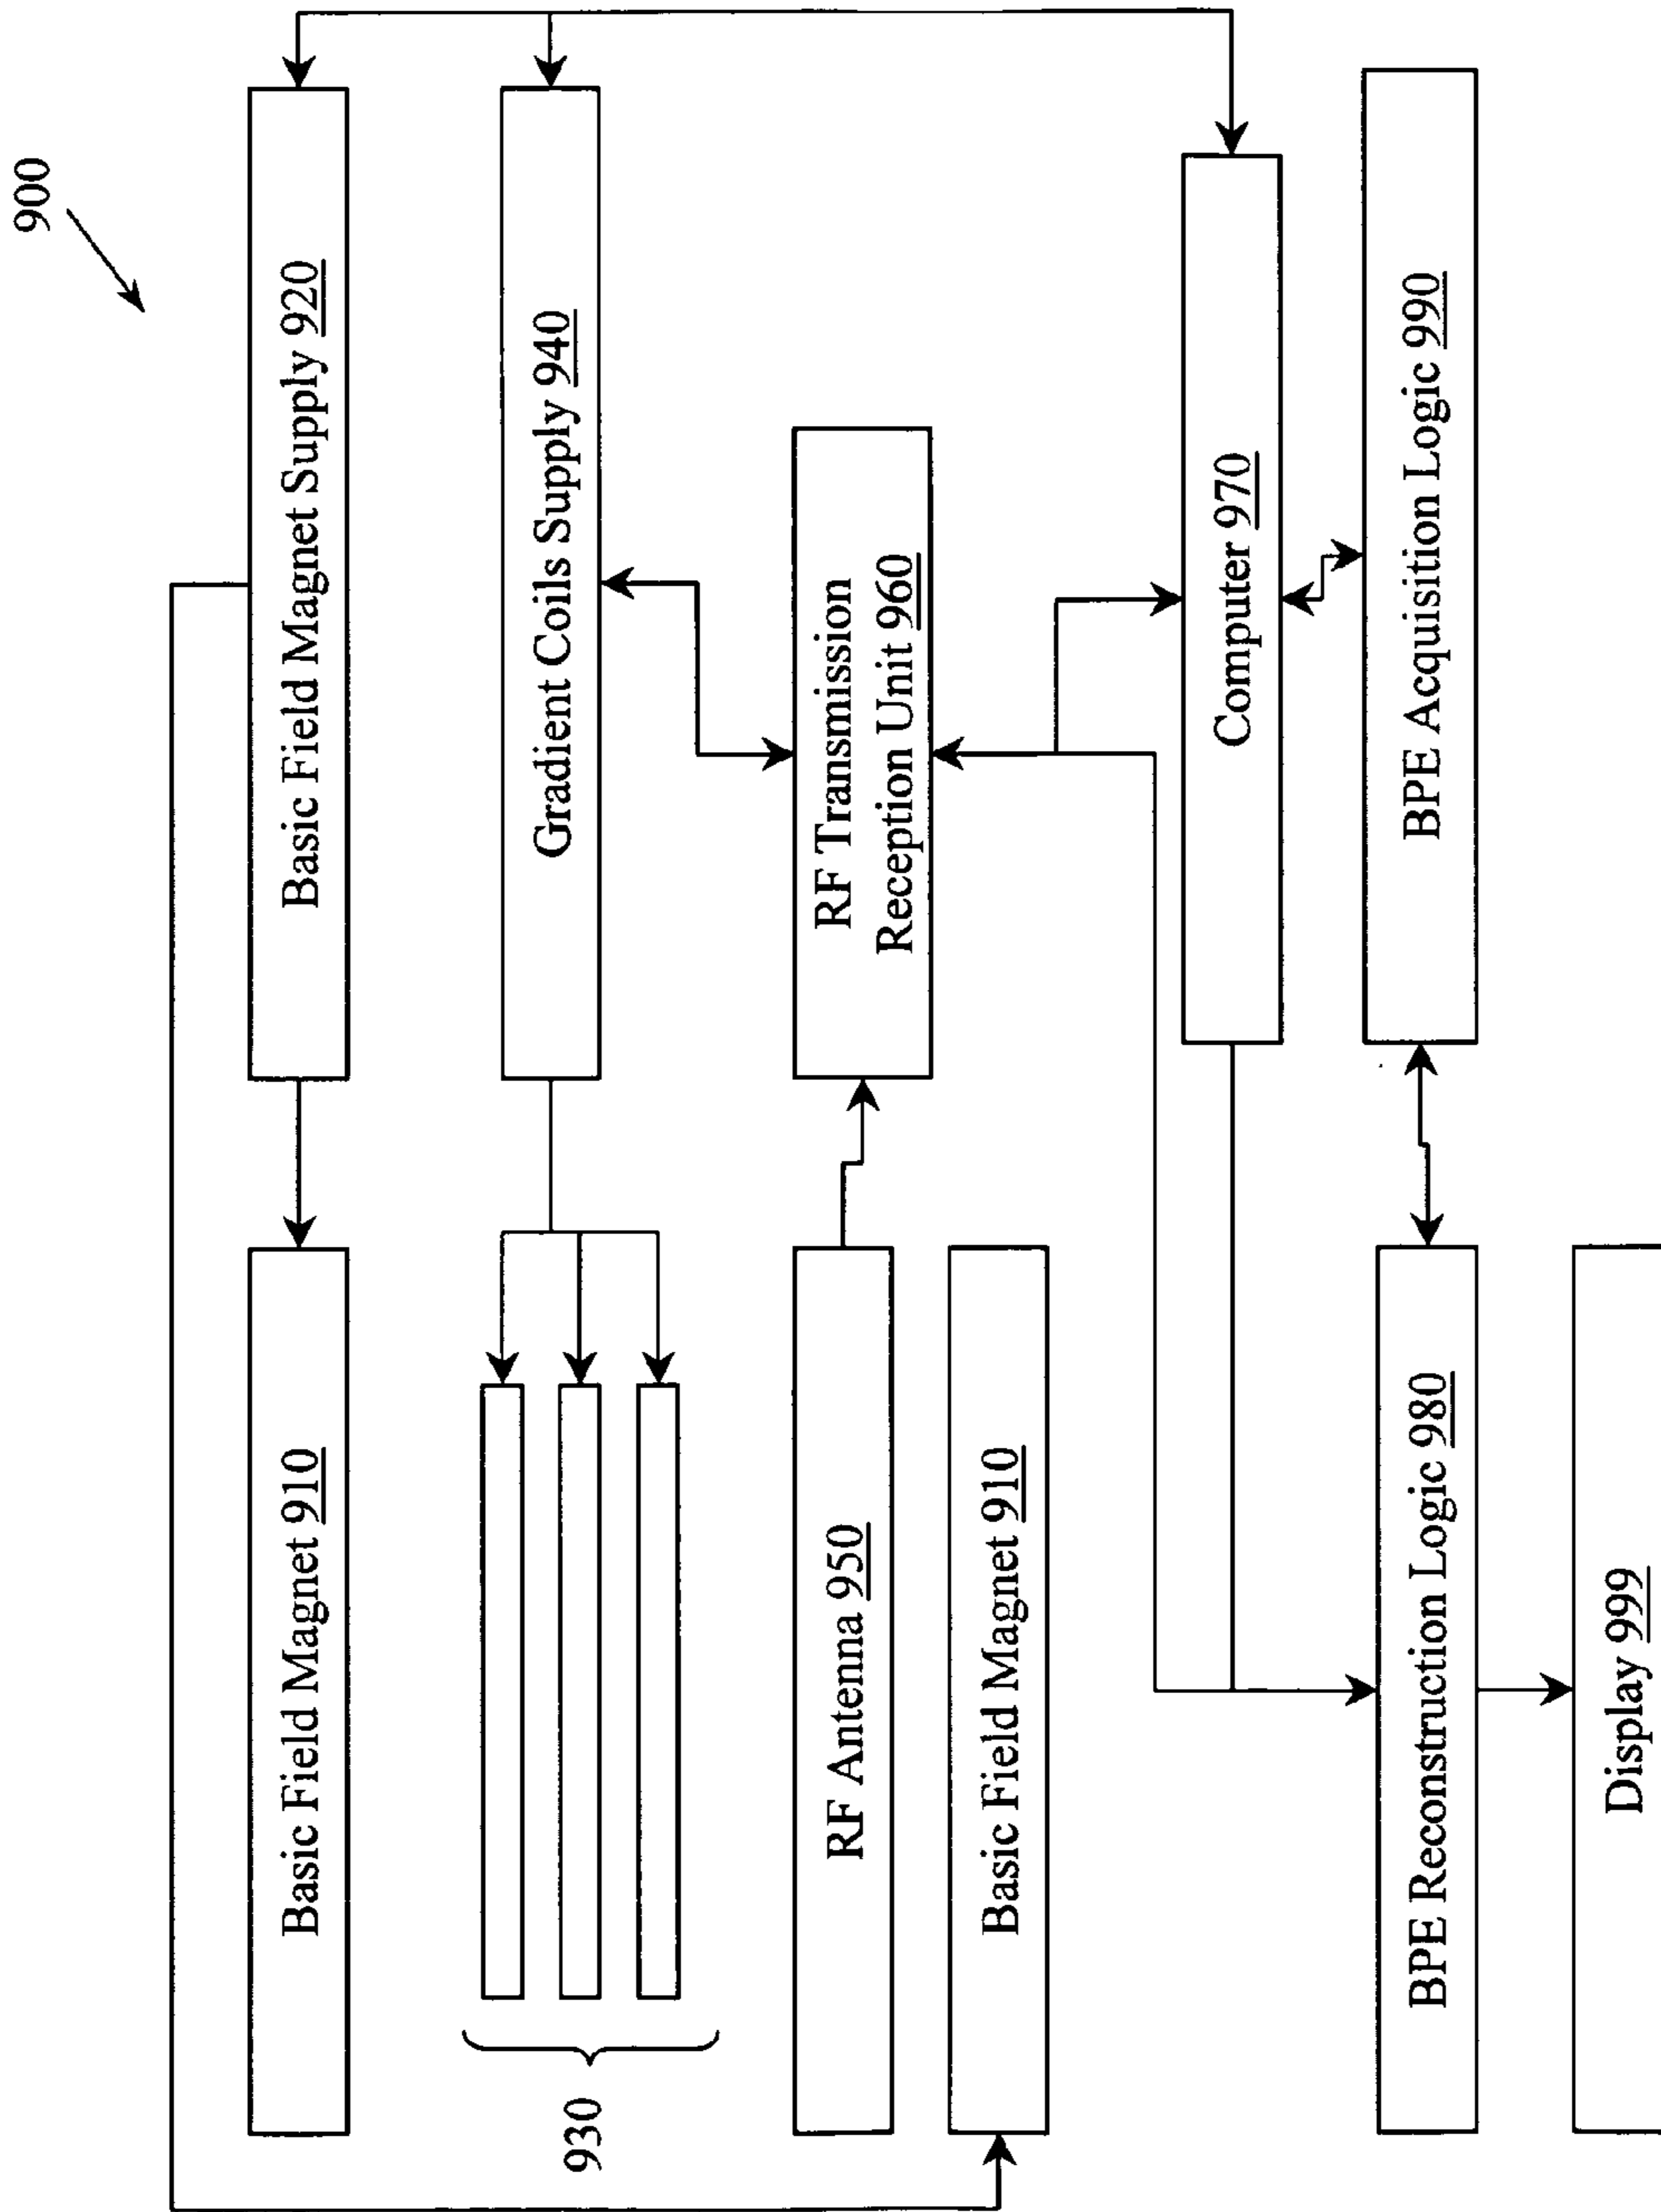 900
Basic Field Magnet 910
Basic Field Magnet Supply 920
930
Gradient Coils Supply 940
RF Antenna 950
RF Transmission
Reception Unit 960
Basic Field Magnet 910
Computer 970
BPE Reconstruction Logic 980
BPE Acquisition Logic 990
Display 999